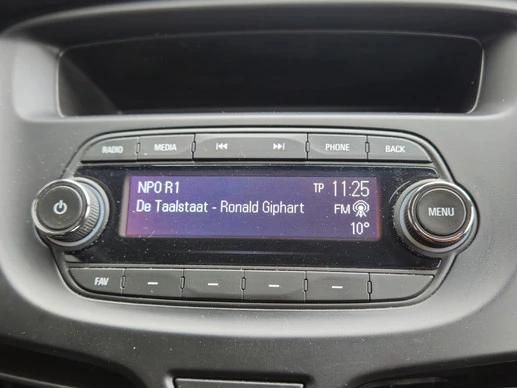 RADIO MEDIA PHONE BACK
NPO R1 TP 11:25
De Taalstaat - Ronald Giphart FM
10°
MENU
FAV